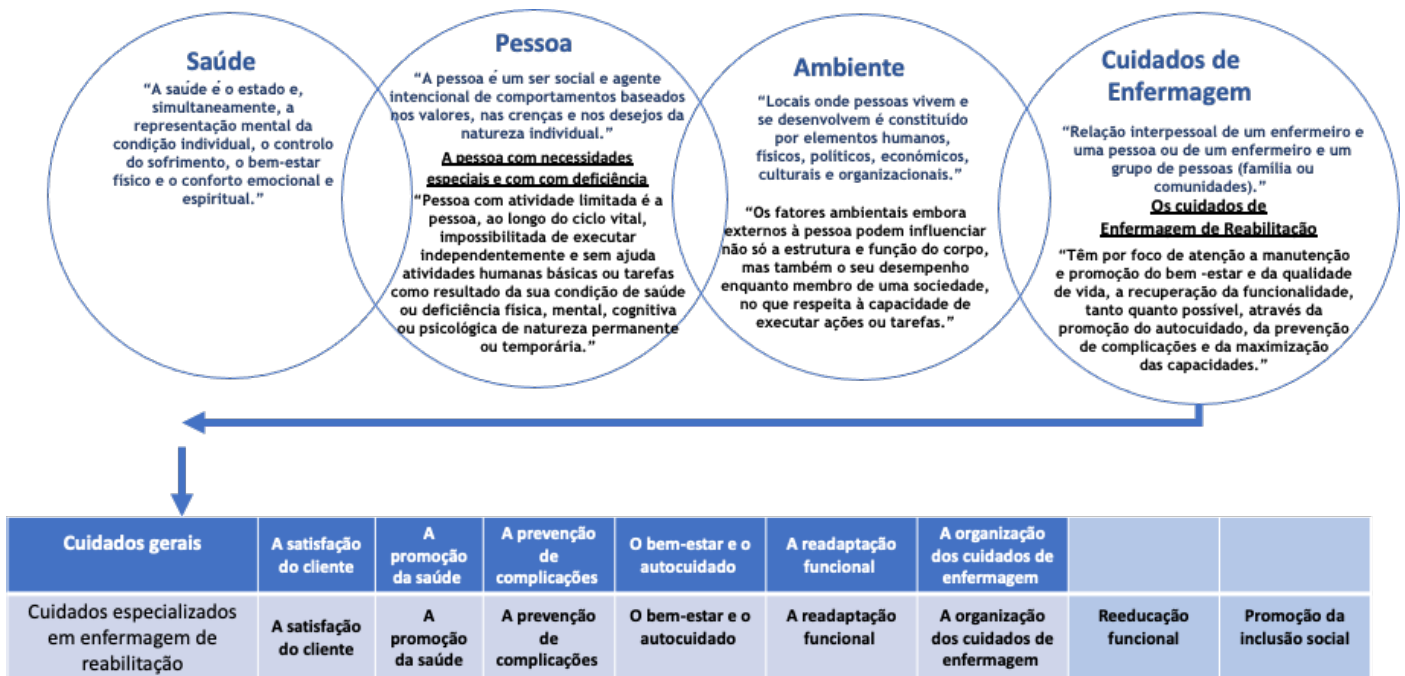 Saúde
“A saúde é o estado e,
simultaneamente, a
representação mental da
condição individual, o controlo
do sofrimento, o bem-estar
físico e o conforto emocional e
espiritual.”
Pessoa
“A pessoa é um ser social e agente
intencional de comportamentos baseados
nos valores, nas crenças e nos desejos da
natureza individual.”
A pessoa com necessidades
especiais e com com deficiência
“Pessoa com atividade limitada é a
pessoa, ao longo do ciclo vital,
impossibilitada de executar
independentemente e sem ajuda
atividades humanas básicas ou tarefas
como resultado da sua condição de saúde
ou deficiência física, mental, cognitiva
ou psicológica de natureza permanente
ou temporária.”
Ambiente
“Locais onde pessoas vivem e
se desenvolvem é constituído
por elementos humanos,
físicos, políticos, económicos,
culturais e organizacionais.”
“Os fatores ambientais embora
externos à pessoa podem influenciar
não só a estrutura e função do corpo,
mas também o seu desempenho
enquanto membro de uma sociedade,
no que respeita à capacidade de
executar ações ou tarefas.”
Cuidados de
Enfermagem
“Relação interpessoal de um enfermeiro e
uma pessoa ou de um enfermeiro e um
grupo de pessoas (família ou
comunidades).”
Os cuidados de
Enfermagem de Reabilitação
“Têm por foco de atenção a manutenção
e promoção do bem -estar e da qualidade
de vida, a recuperação da funcionalidade,
tanto quanto possível, através da
promoção do autocuidado, da prevenção
de complicações e da maximização
das capacidades.”
Cuidados gerais
A satisfação
do cliente
A
promoção
da saúde
A prevenção
de
complicações
O bem-estar e o
autocuidado
A readaptação
funcional
A organização
dos cuidados de
enfermagem
Cuidados especializados
em enfermagem de
reabilitação
A satisfação
do cliente
A
promoção
da saúde
A prevenção
de
complicações
O bem-estar e o
autocuidado
A readaptação
funcional
A organização
dos cuidados de
enfermagem
Reeducação
funcional
Promoção da
inclusão social